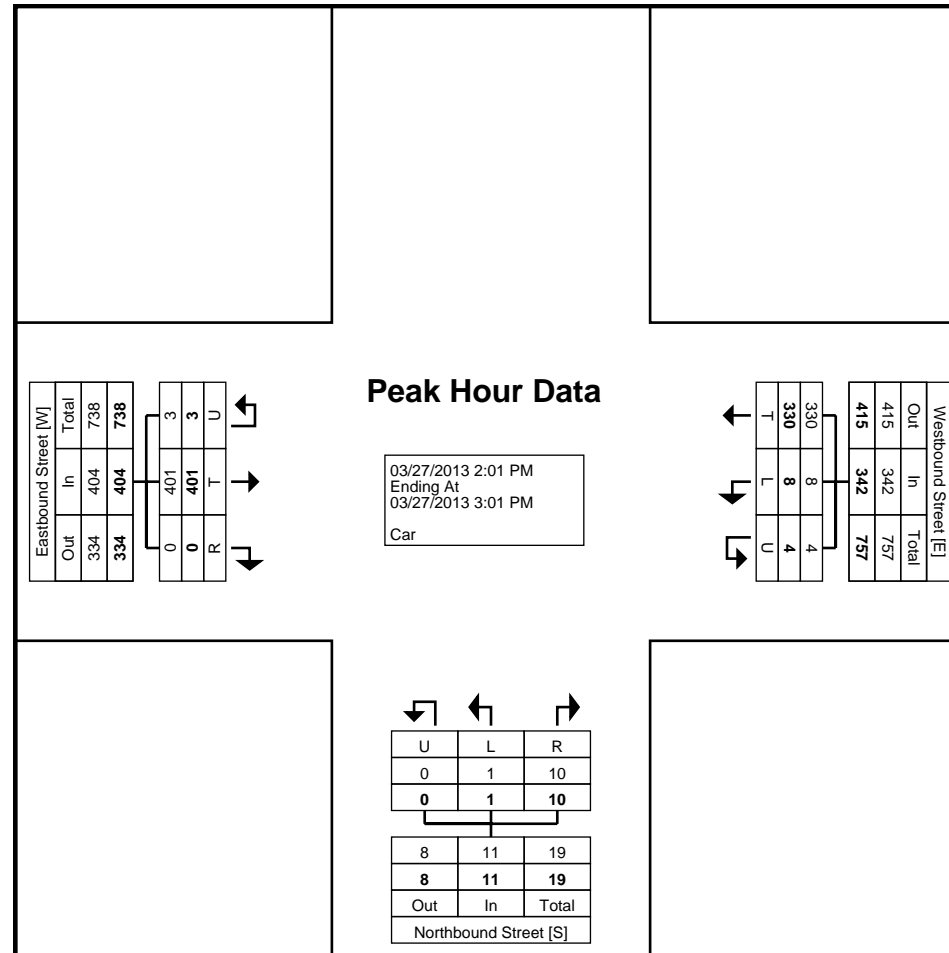 Peak Hour Data
03/27/2013 2:01 PM
Ending At
03/27/2013 3:01 PM
Car
Eastbound Street [W]
Total In Out
738 404 334
738 404 334
3 401 0
3 401 0
U T R
T L U
330 8 4
330 8 4
415 342 757
415 342 757
Out In Total
Westbound Street [E]
U L R
0 1 10
0 1 10
8 11 19
8 11 19
Out In Total
Northbound Street [S]